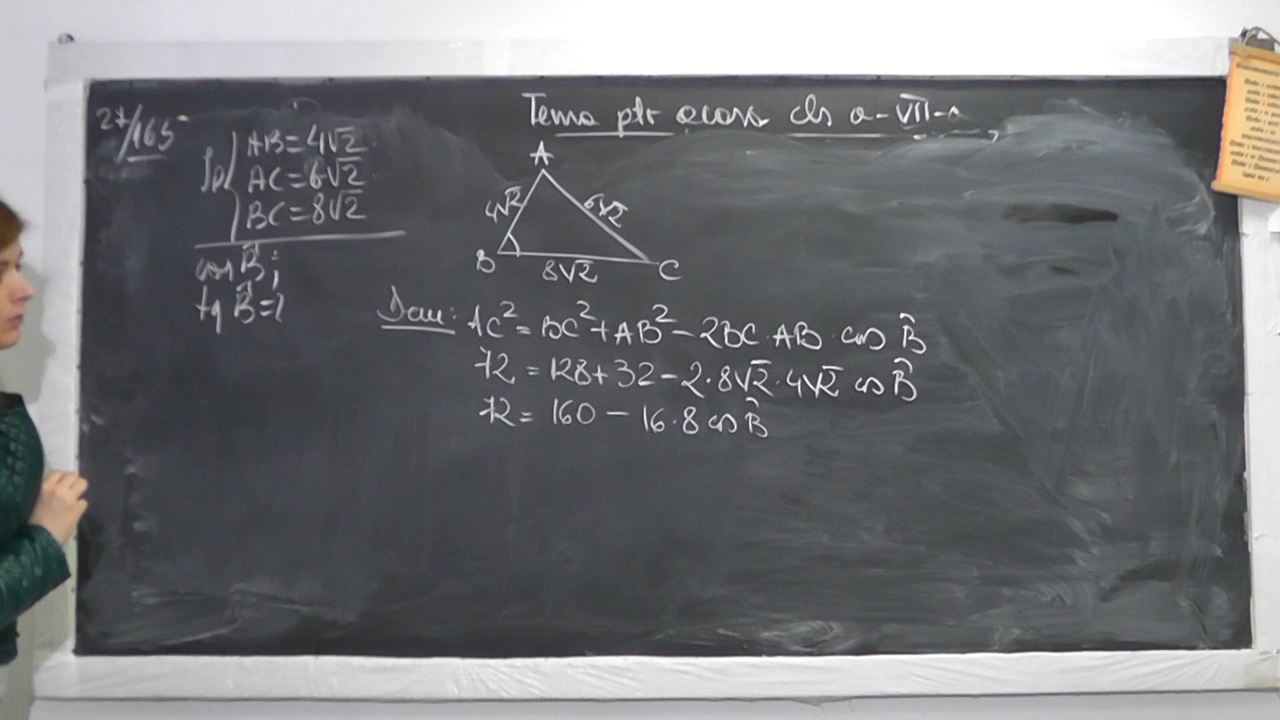 Tema ptr acasa cls a-VII-a
27/165
Ip AB=4√2
AC=6√2
BC=8√2
cos B̂;
tg B̂=?
A
4√2 6√2
B 8√2 C
Dem: AC²=BC²+AB²-2BC·AB·cos B̂
72=128+32-2·8√2·4√2 cos B̂
72=160-16·8 cos B̂